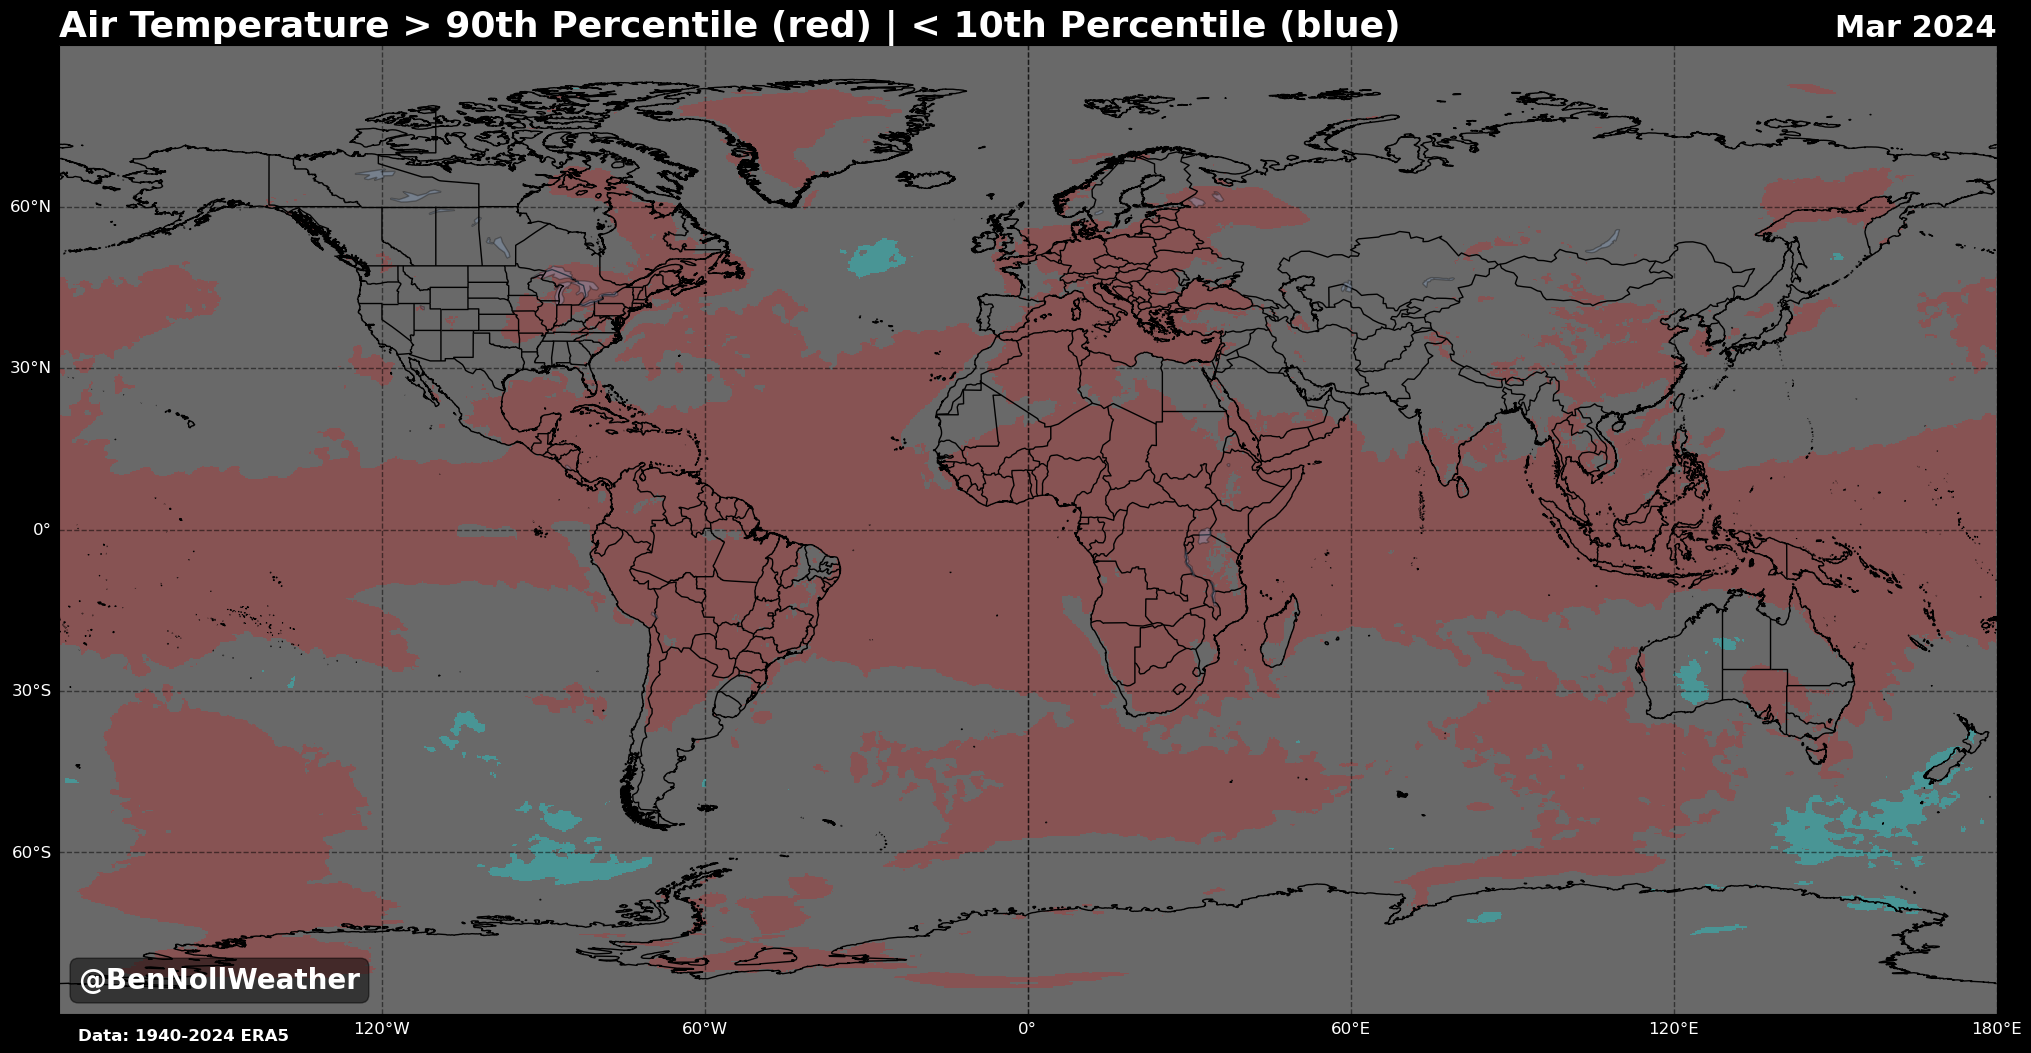 Air Temperature > 90th Percentile (red) | < 10th Percentile (blue)
Mar 2024
60°N
30°N
0°
30°S
60°S
@BenNollWeather
120°W
60°W
0°
60°E
120°E
180°E
Data: 1940-2024 ERA5